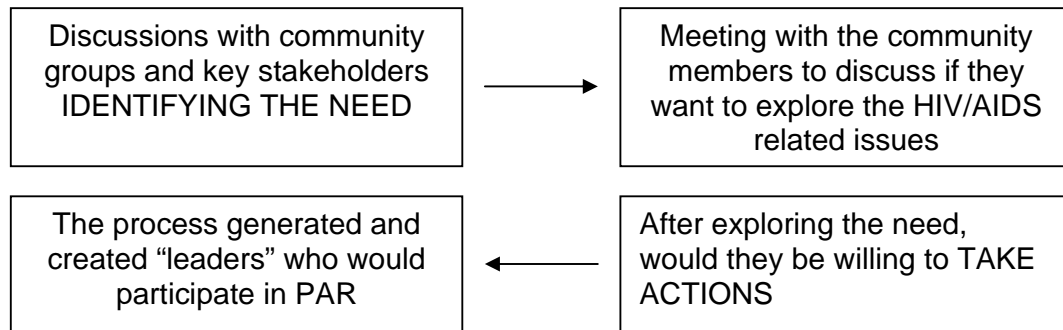 Discussions with community
groups and key stakeholders
IDENTIFYING THE NEED
Meeting with the community
members to discuss if they
want to explore the HIV/AIDS
related issues
After exploring the need,
would they be willing to TAKE
ACTIONS
The process generated and
created “leaders” who would
participate in PAR